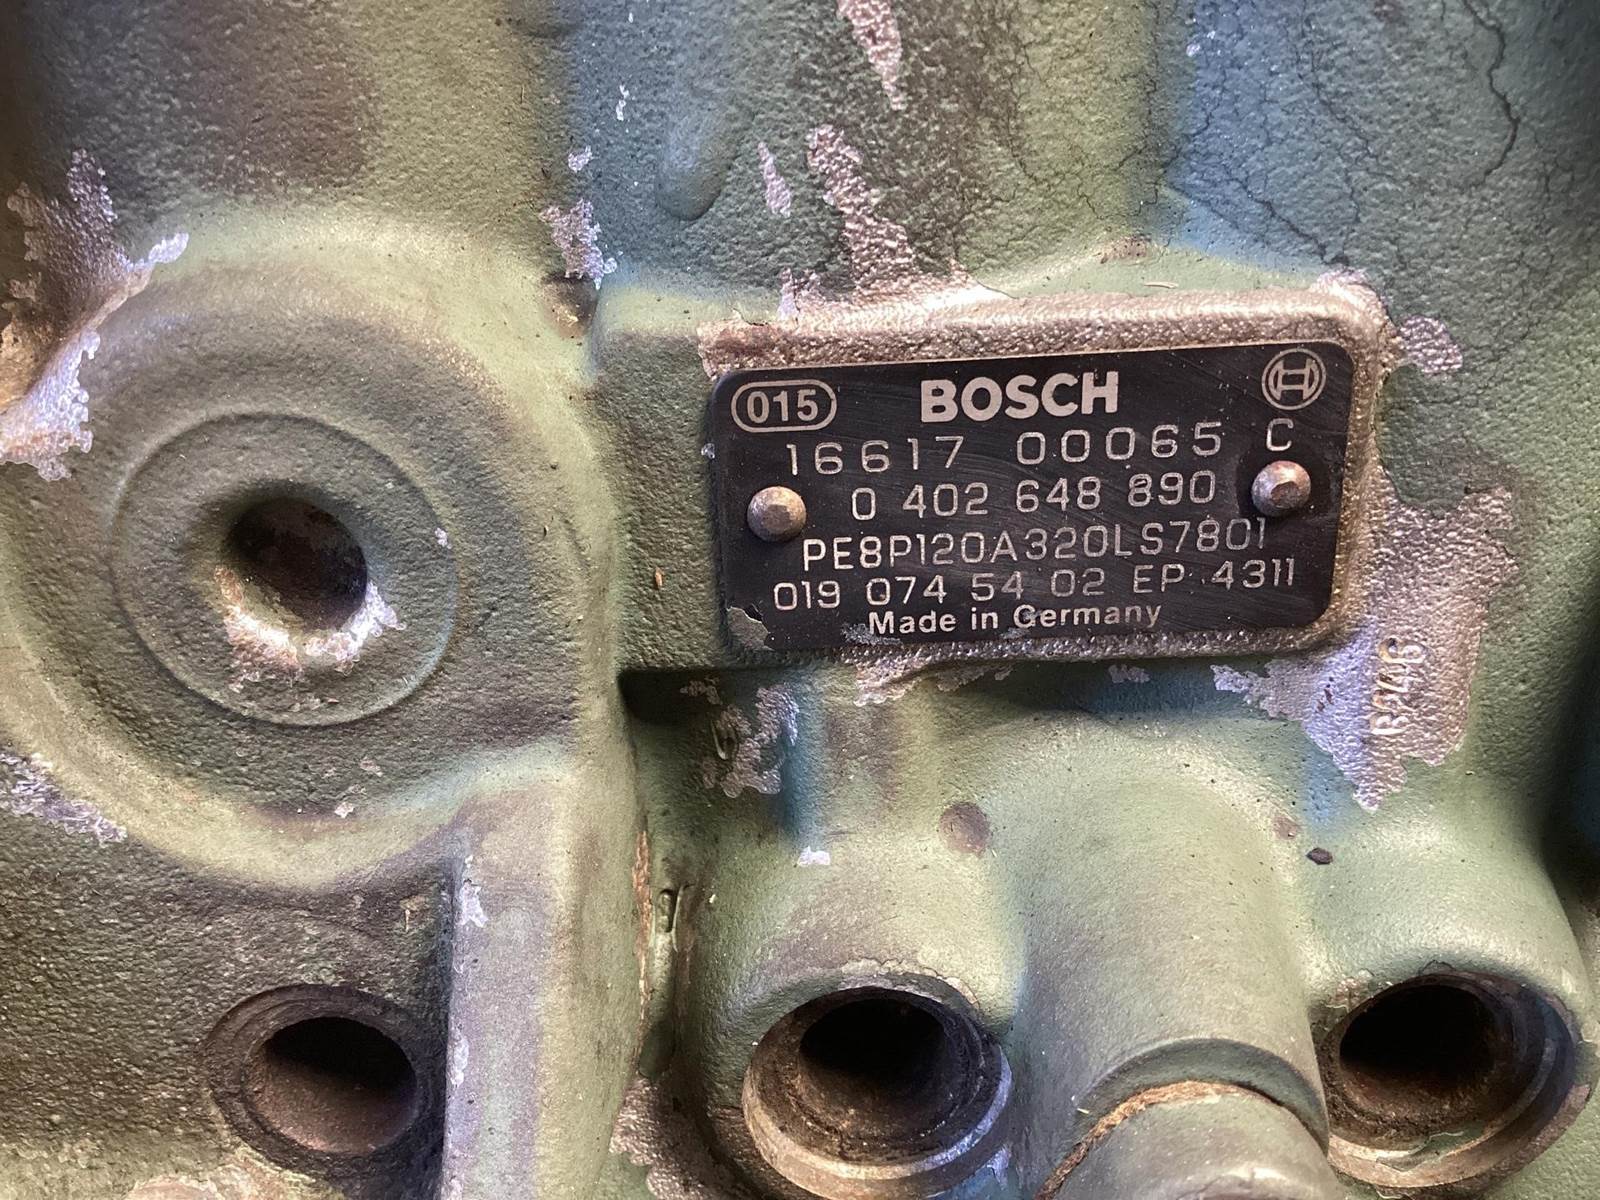 015 BOSCH
16617 00065 C
0 402 648 890
PE8P120A320LS7801
019 074 54 02 EP 4311
Made in Germany